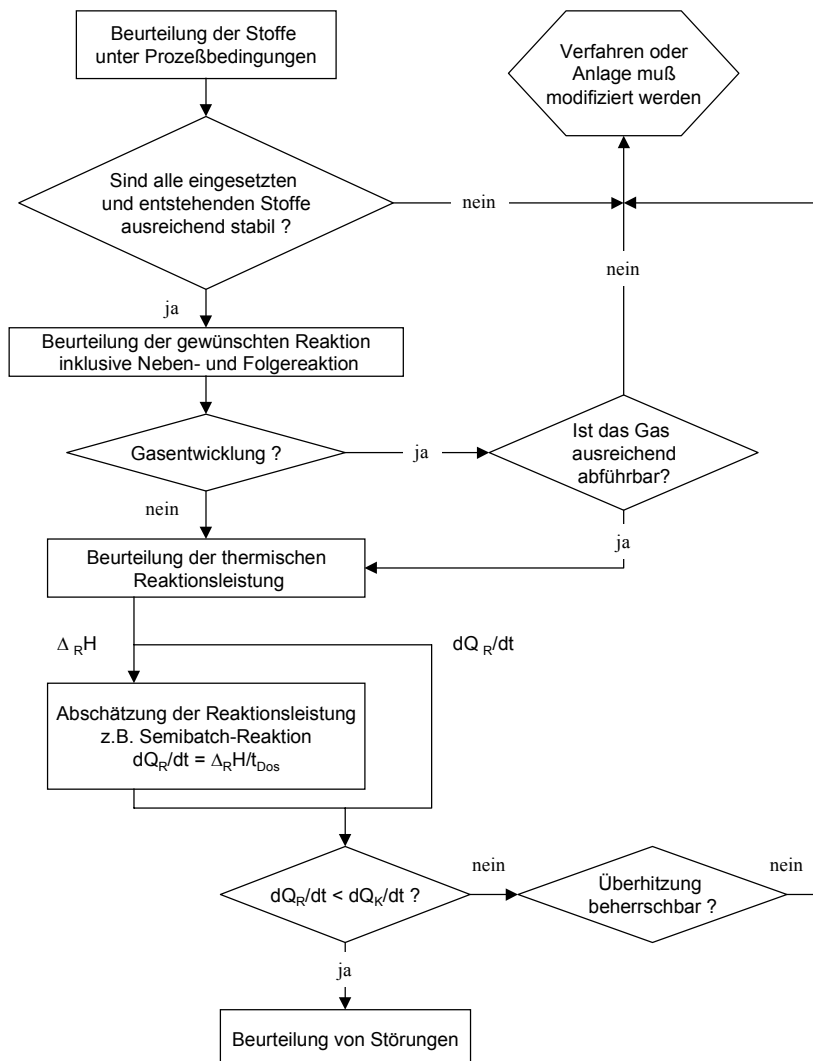 Beurteilung der Stoffe
unter Prozeßbedingungen
Verfahren oder
Anlage muß
modifiziert werden
Sind alle eingesetzten
und entstehenden Stoffe
ausreichend stabil ?
nein
nein
ja
Beurteilung der gewünschten Reaktion
inklusive Neben- und Folgereaktion
Gasentwicklung ?
ja
Ist das Gas
ausreichend
abführbar?
nein
ja
Beurteilung der thermischen
Reaktionsleistung
Δ RH
dQ R/dt
Abschätzung der Reaktionsleistung
z.B. Semibatch-Reaktion
dQR/dt = ΔRH/tDos
dQR/dt < dQK/dt ?
nein
Überhitzung
beherrschbar ?
nein
ja
Beurteilung von Störungen